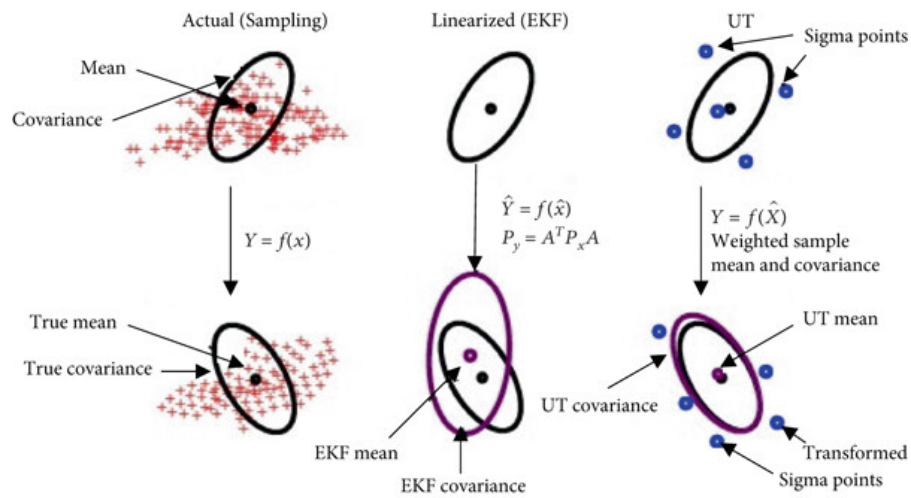 Actual (Sampling)
Linearized (EKF)
UT
Sigma points
Mean
Covariance
Y = f(x)
Ŷ = f(x̂)
P_y = A^T P_x A
Y = f(X̂)
Weighted sample
mean and covariance
True mean
True covariance
EKF mean
EKF covariance
UT mean
UT covariance
Transformed
Sigma points